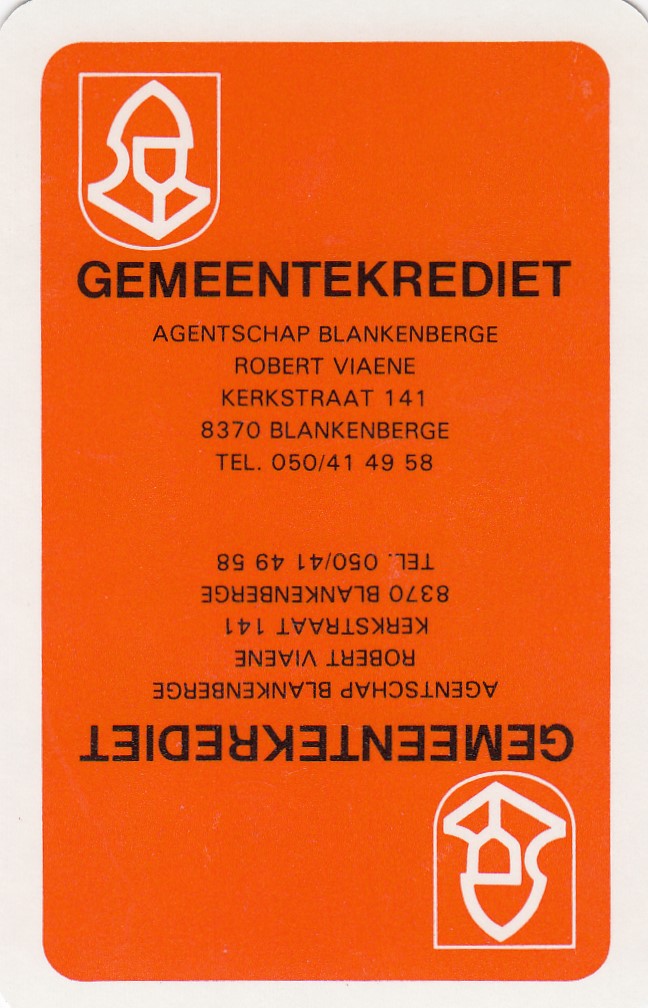 GEMEENTEKREDIET
AGENTSCHAP BLANKENBERGE
ROBERT VIAENE
KERKSTRAAT 141
8370 BLANKENBERGE
TEL. 050/41 49 58
GEMEENTEKREDIET
AGENTSCHAP BLANKENBERGE
ROBERT VIAENE
KERKSTRAAT 141
8370 BLANKENBERGE
TEL. 050/41 49 58